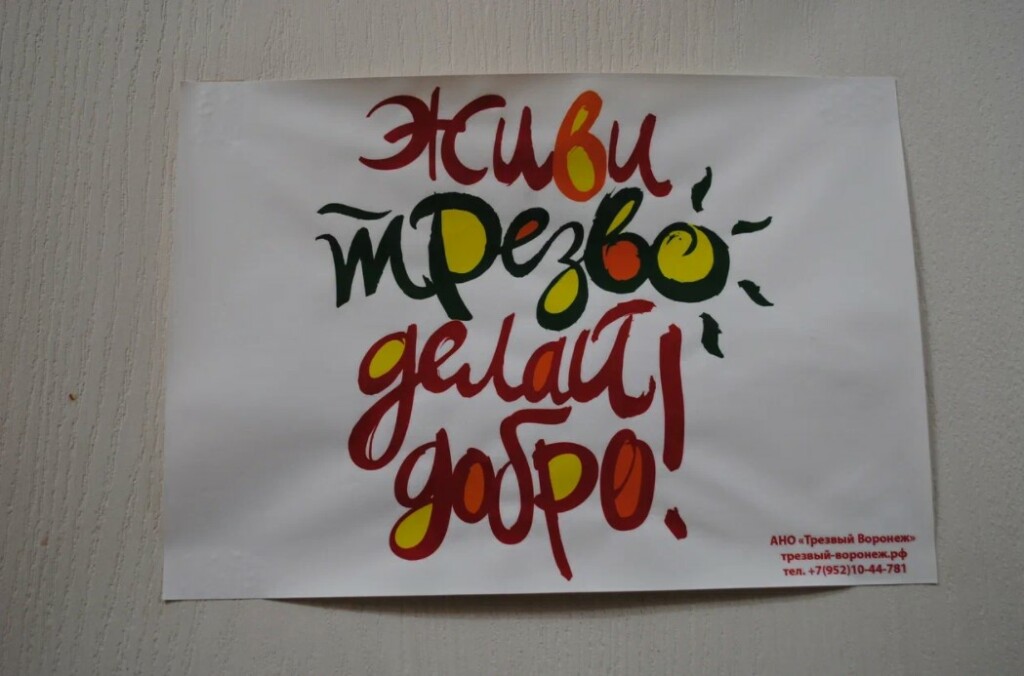 Живи
трезво
делай
добро!
АНО «Трезвый Воронеж»
трезвый-воронеж.рф
тел. +7(952)10-44-781